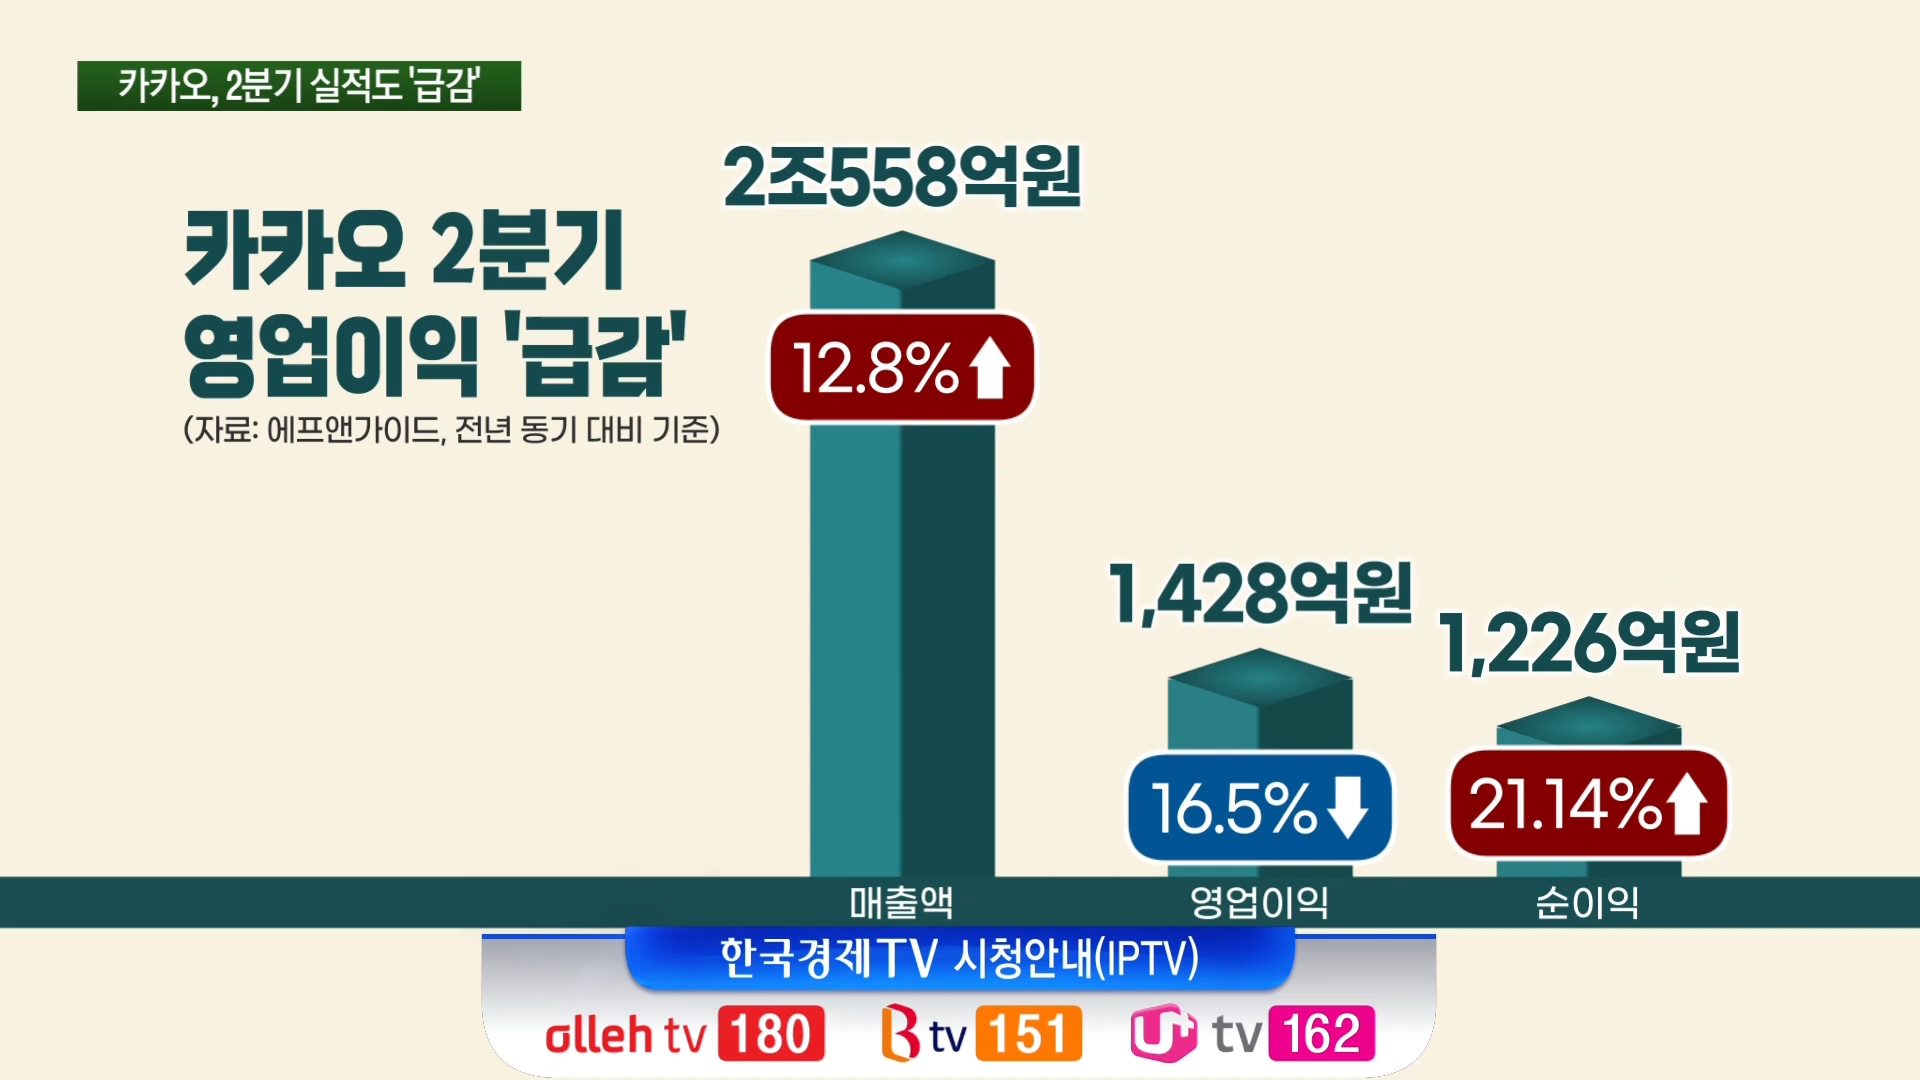 카카오, 2분기 실적도 '급감'
카카오 2분기
영업이익 '급감'
(자료: 에프앤가이드, 전년 동기 대비 기준)
2조558억원
12.8%
1,428억원
16.5%
1,226억원
21.14%
매출액 영업이익 순이익
한국경제TV 시청안내(IPTV)
olleh tv 180 B tv 151 U+ tv 162